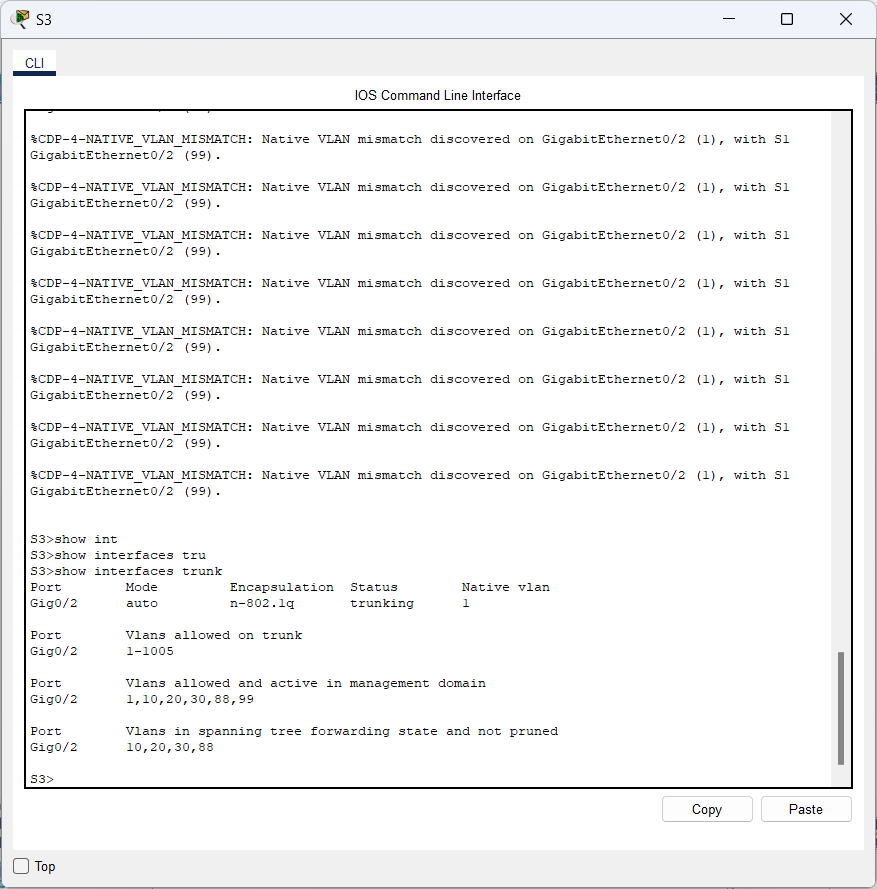 S3
CLI
IOS Command Line Interface
%CDP-4-NATIVE_VLAN_MISMATCH: Native VLAN mismatch discovered on GigabitEthernet0/2 (1), with S1
GigabitEthernet0/2 (99).
%CDP-4-NATIVE_VLAN_MISMATCH: Native VLAN mismatch discovered on GigabitEthernet0/2 (1), with S1
GigabitEthernet0/2 (99).
%CDP-4-NATIVE_VLAN_MISMATCH: Native VLAN mismatch discovered on GigabitEthernet0/2 (1), with S1
GigabitEthernet0/2 (99).
%CDP-4-NATIVE_VLAN_MISMATCH: Native VLAN mismatch discovered on GigabitEthernet0/2 (1), with S1
GigabitEthernet0/2 (99).
%CDP-4-NATIVE_VLAN_MISMATCH: Native VLAN mismatch discovered on GigabitEthernet0/2 (1), with S1
GigabitEthernet0/2 (99).
%CDP-4-NATIVE_VLAN_MISMATCH: Native VLAN mismatch discovered on GigabitEthernet0/2 (1), with S1
GigabitEthernet0/2 (99).
%CDP-4-NATIVE_VLAN_MISMATCH: Native VLAN mismatch discovered on GigabitEthernet0/2 (1), with S1
GigabitEthernet0/2 (99).
%CDP-4-NATIVE_VLAN_MISMATCH: Native VLAN mismatch discovered on GigabitEthernet0/2 (1), with S1
GigabitEthernet0/2 (99).
S3>show int
S3>show interfaces tru
S3>show interfaces trunk
Port Mode Encapsulation Status Native vlan
Gig0/2 auto n-802.1q trunking 1
Port Vlans allowed on trunk
Gig0/2 1-1005
Port Vlans allowed and active in management domain
Gig0/2 1,10,20,30,88,99
Port Vlans in spanning tree forwarding state and not pruned
Gig0/2 10,20,30,88
S3>
Copy Paste
Top